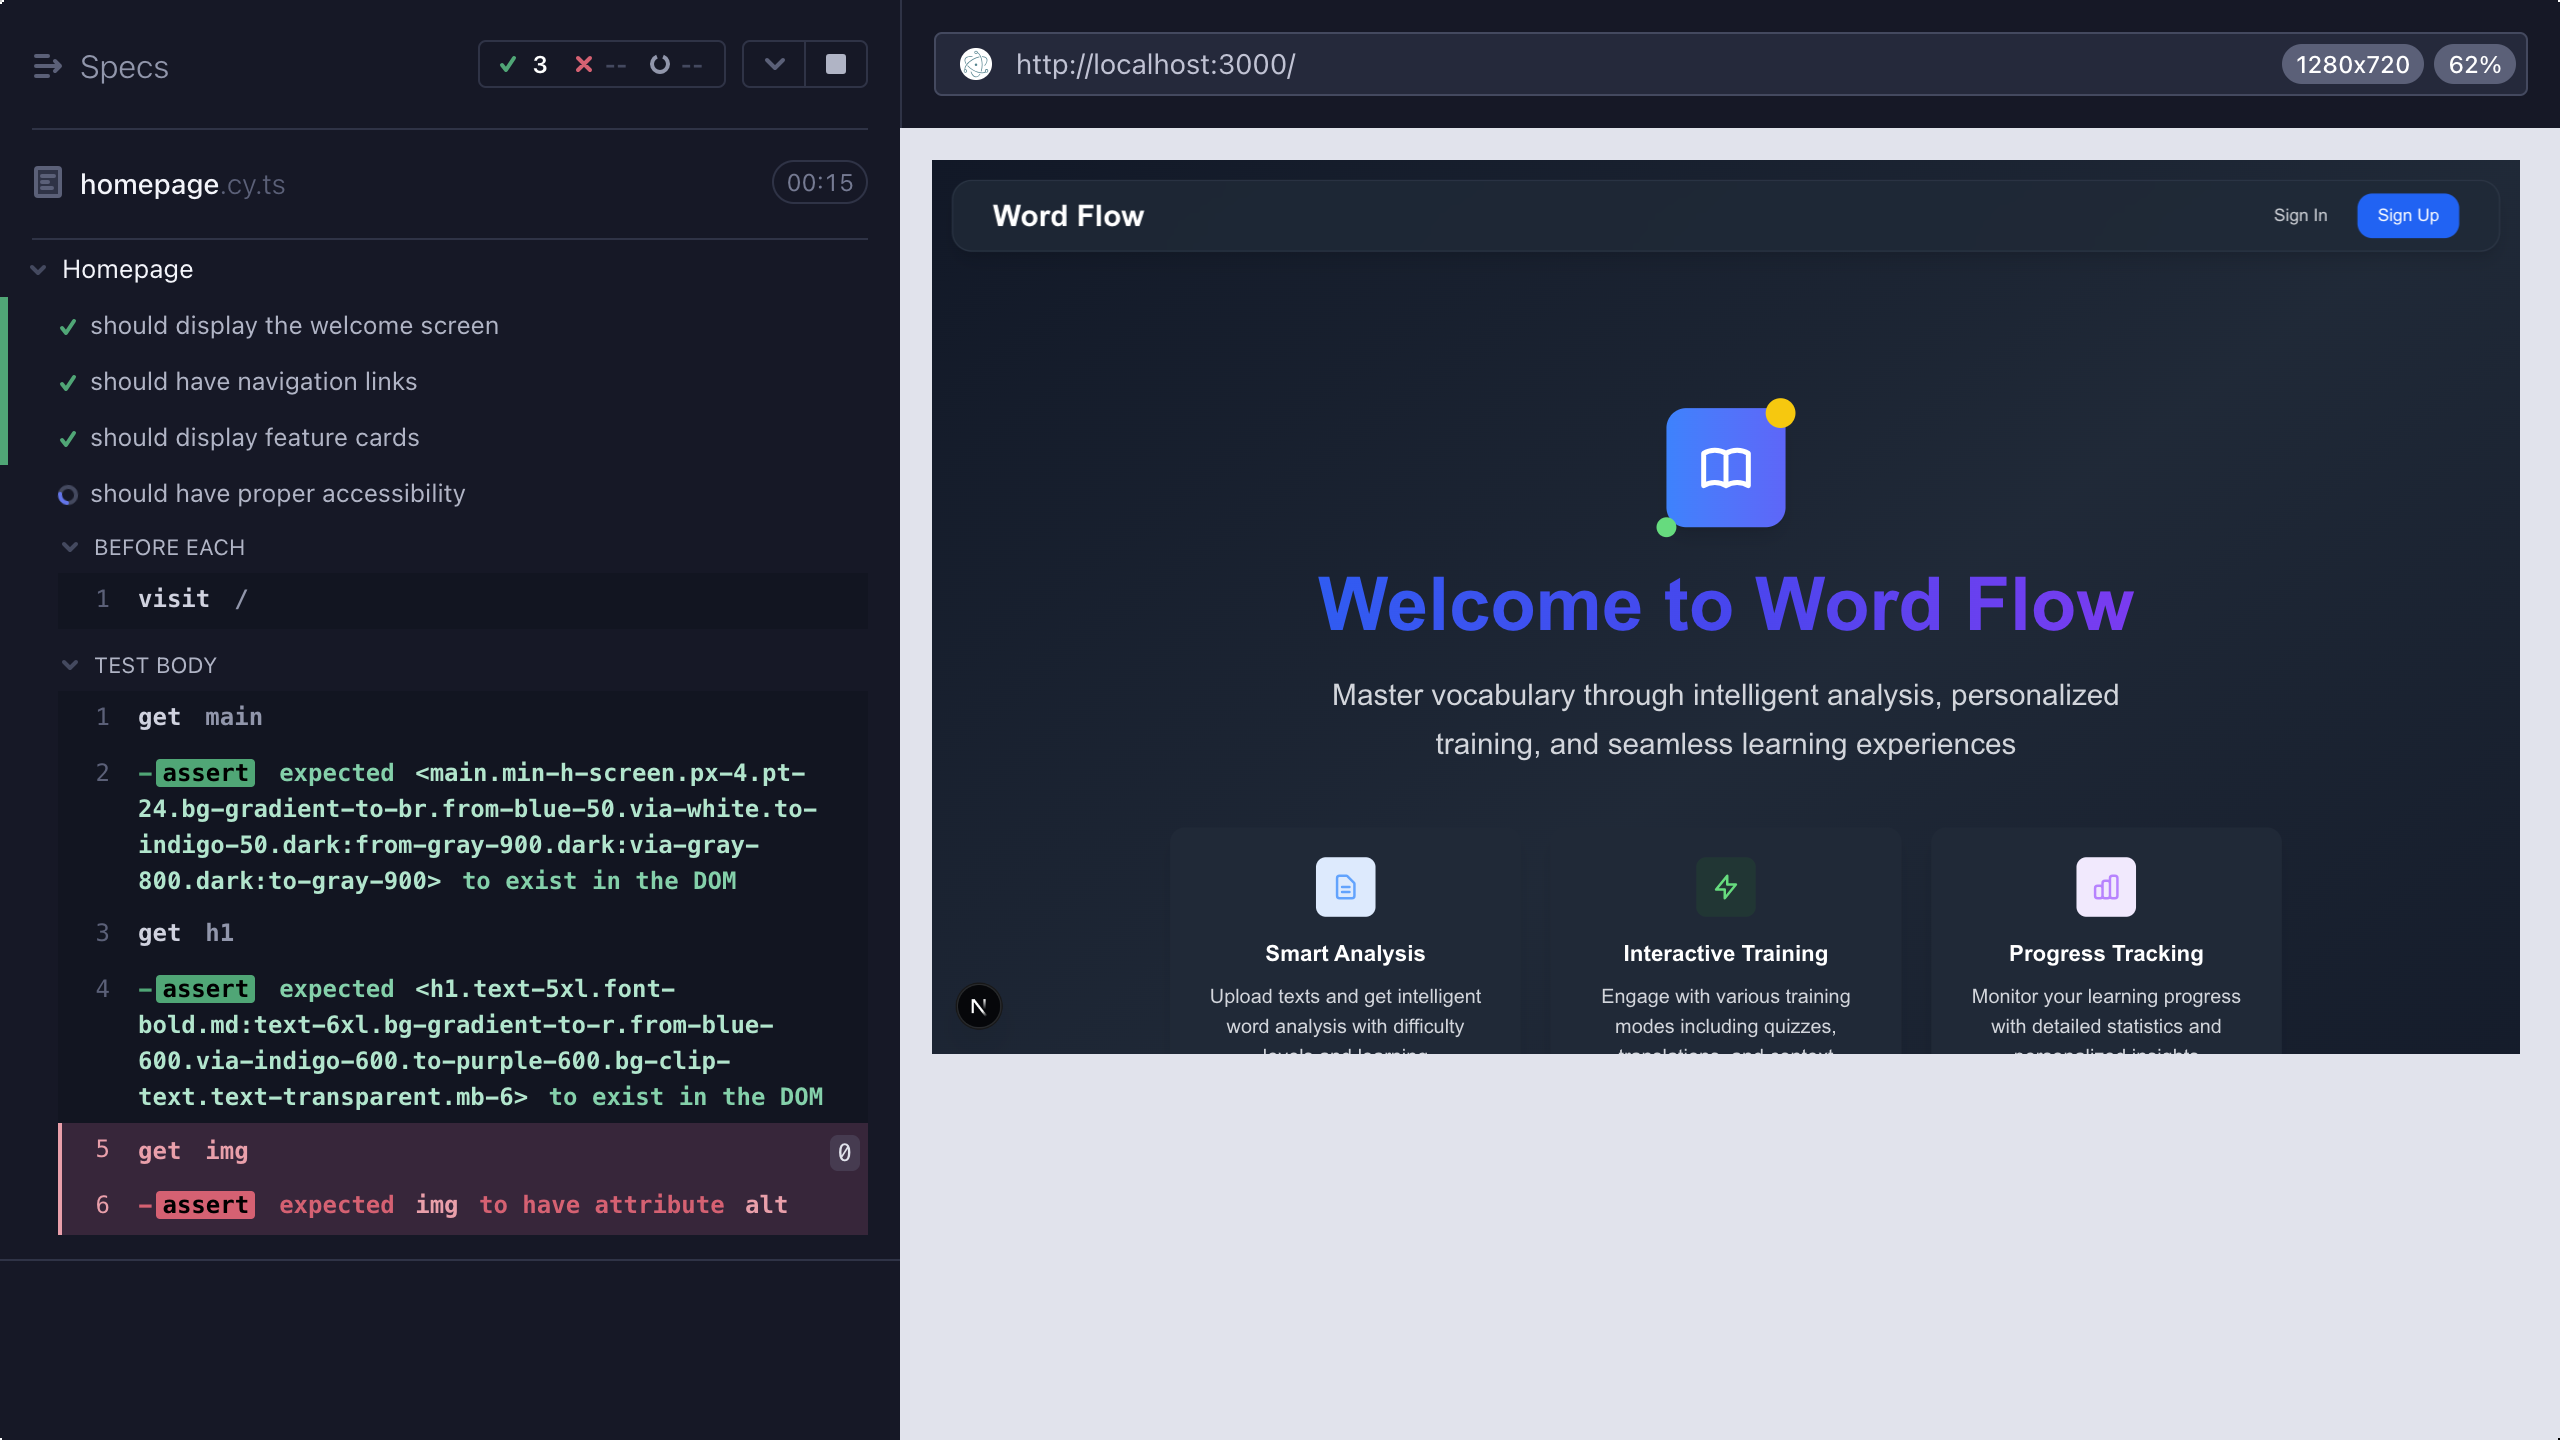 Specs
3 -- --
homepage.cy.ts
00:15
Homepage
should display the welcome screen
should have navigation links
should display feature cards
should have proper accessibility
BEFORE EACH
1 visit /
TEST BODY
1 get main
2 -assert expected <main.min-h-screen.px-4.pt-
24.bg-gradient-to-br.from-blue-50.via-white.to-
indigo-50.dark:from-gray-900.dark:via-gray-
800.dark:to-gray-900> to exist in the DOM
3 get h1
4 -assert expected <h1.text-5xl.font-
bold.md:text-6xl.bg-gradient-to-r.from-blue-
600.via-indigo-600.to-purple-600.bg-clip-
text.text-transparent.mb-6> to exist in the DOM
5 get img 0
6 -assert expected img to have attribute alt
http://localhost:3000/
1280x720 62%
Word Flow
Sign In
Sign Up
Welcome to Word Flow
Master vocabulary through intelligent analysis, personalized
training, and seamless learning experiences
Smart Analysis
Upload texts and get intelligent
word analysis with difficulty
levels and learning
Interactive Training
Engage with various training
modes including quizzes,
translations, and context
Progress Tracking
Monitor your learning progress
with detailed statistics and
personalized insights
N